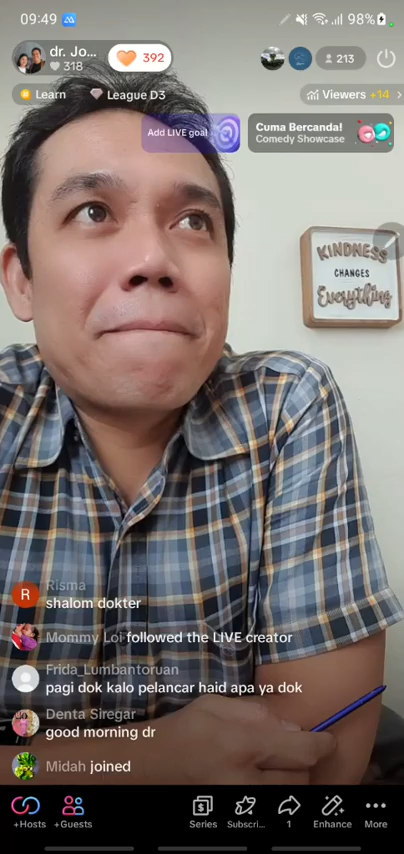 09:49
98%
dr. Jo...
318
392
213
Learn
League D3
Viewers +14 >
Add LIVE goal
Cuma Bercanda!
Comedy Showcase
KINDNESS
CHANGES
Everything
R
Risma
shalom dokter
Mommy Loi followed the LIVE creator
Frida_Lumbantoruan
pagi dok kalo pelancar haid apa ya dok
Denta Siregar
good morning dr
Midah joined
+Hosts
+Guests
Series
Subscri...
1
Enhance
More